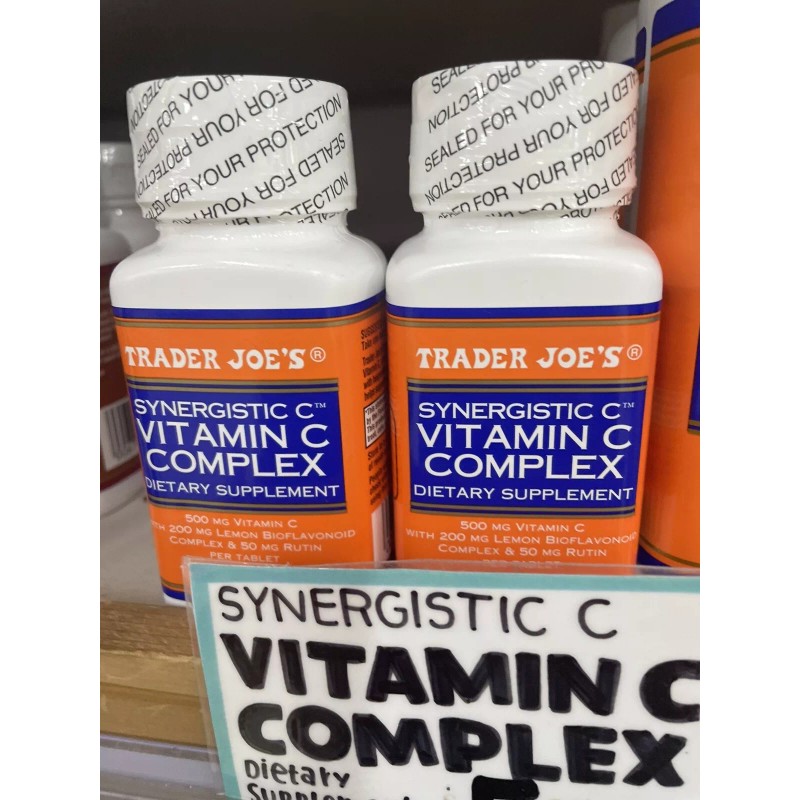 SEALED FOR YOUR PROTECTION
SEALED FOR YOUR PROTECTION
TRADER JOE'S®
SYNERGISTIC C™
VITAMIN C
COMPLEX
DIETARY SUPPLEMENT
500 MG VITAMIN C
WITH 200 MG LEMON BIOFLAVONOID
COMPLEX & 50 MG RUTIN
PER TABLET
TRADER JOE'S®
SYNERGISTIC C™
VITAMIN C
COMPLEX
DIETARY SUPPLEMENT
500 MG VITAMIN C
WITH 200 MG LEMON BIOFLAVONOID
COMPLEX & 50 MG RUTIN
PER TABLET
SYNERGISTIC C
VITAMIN C
COMPLEX
Dietary